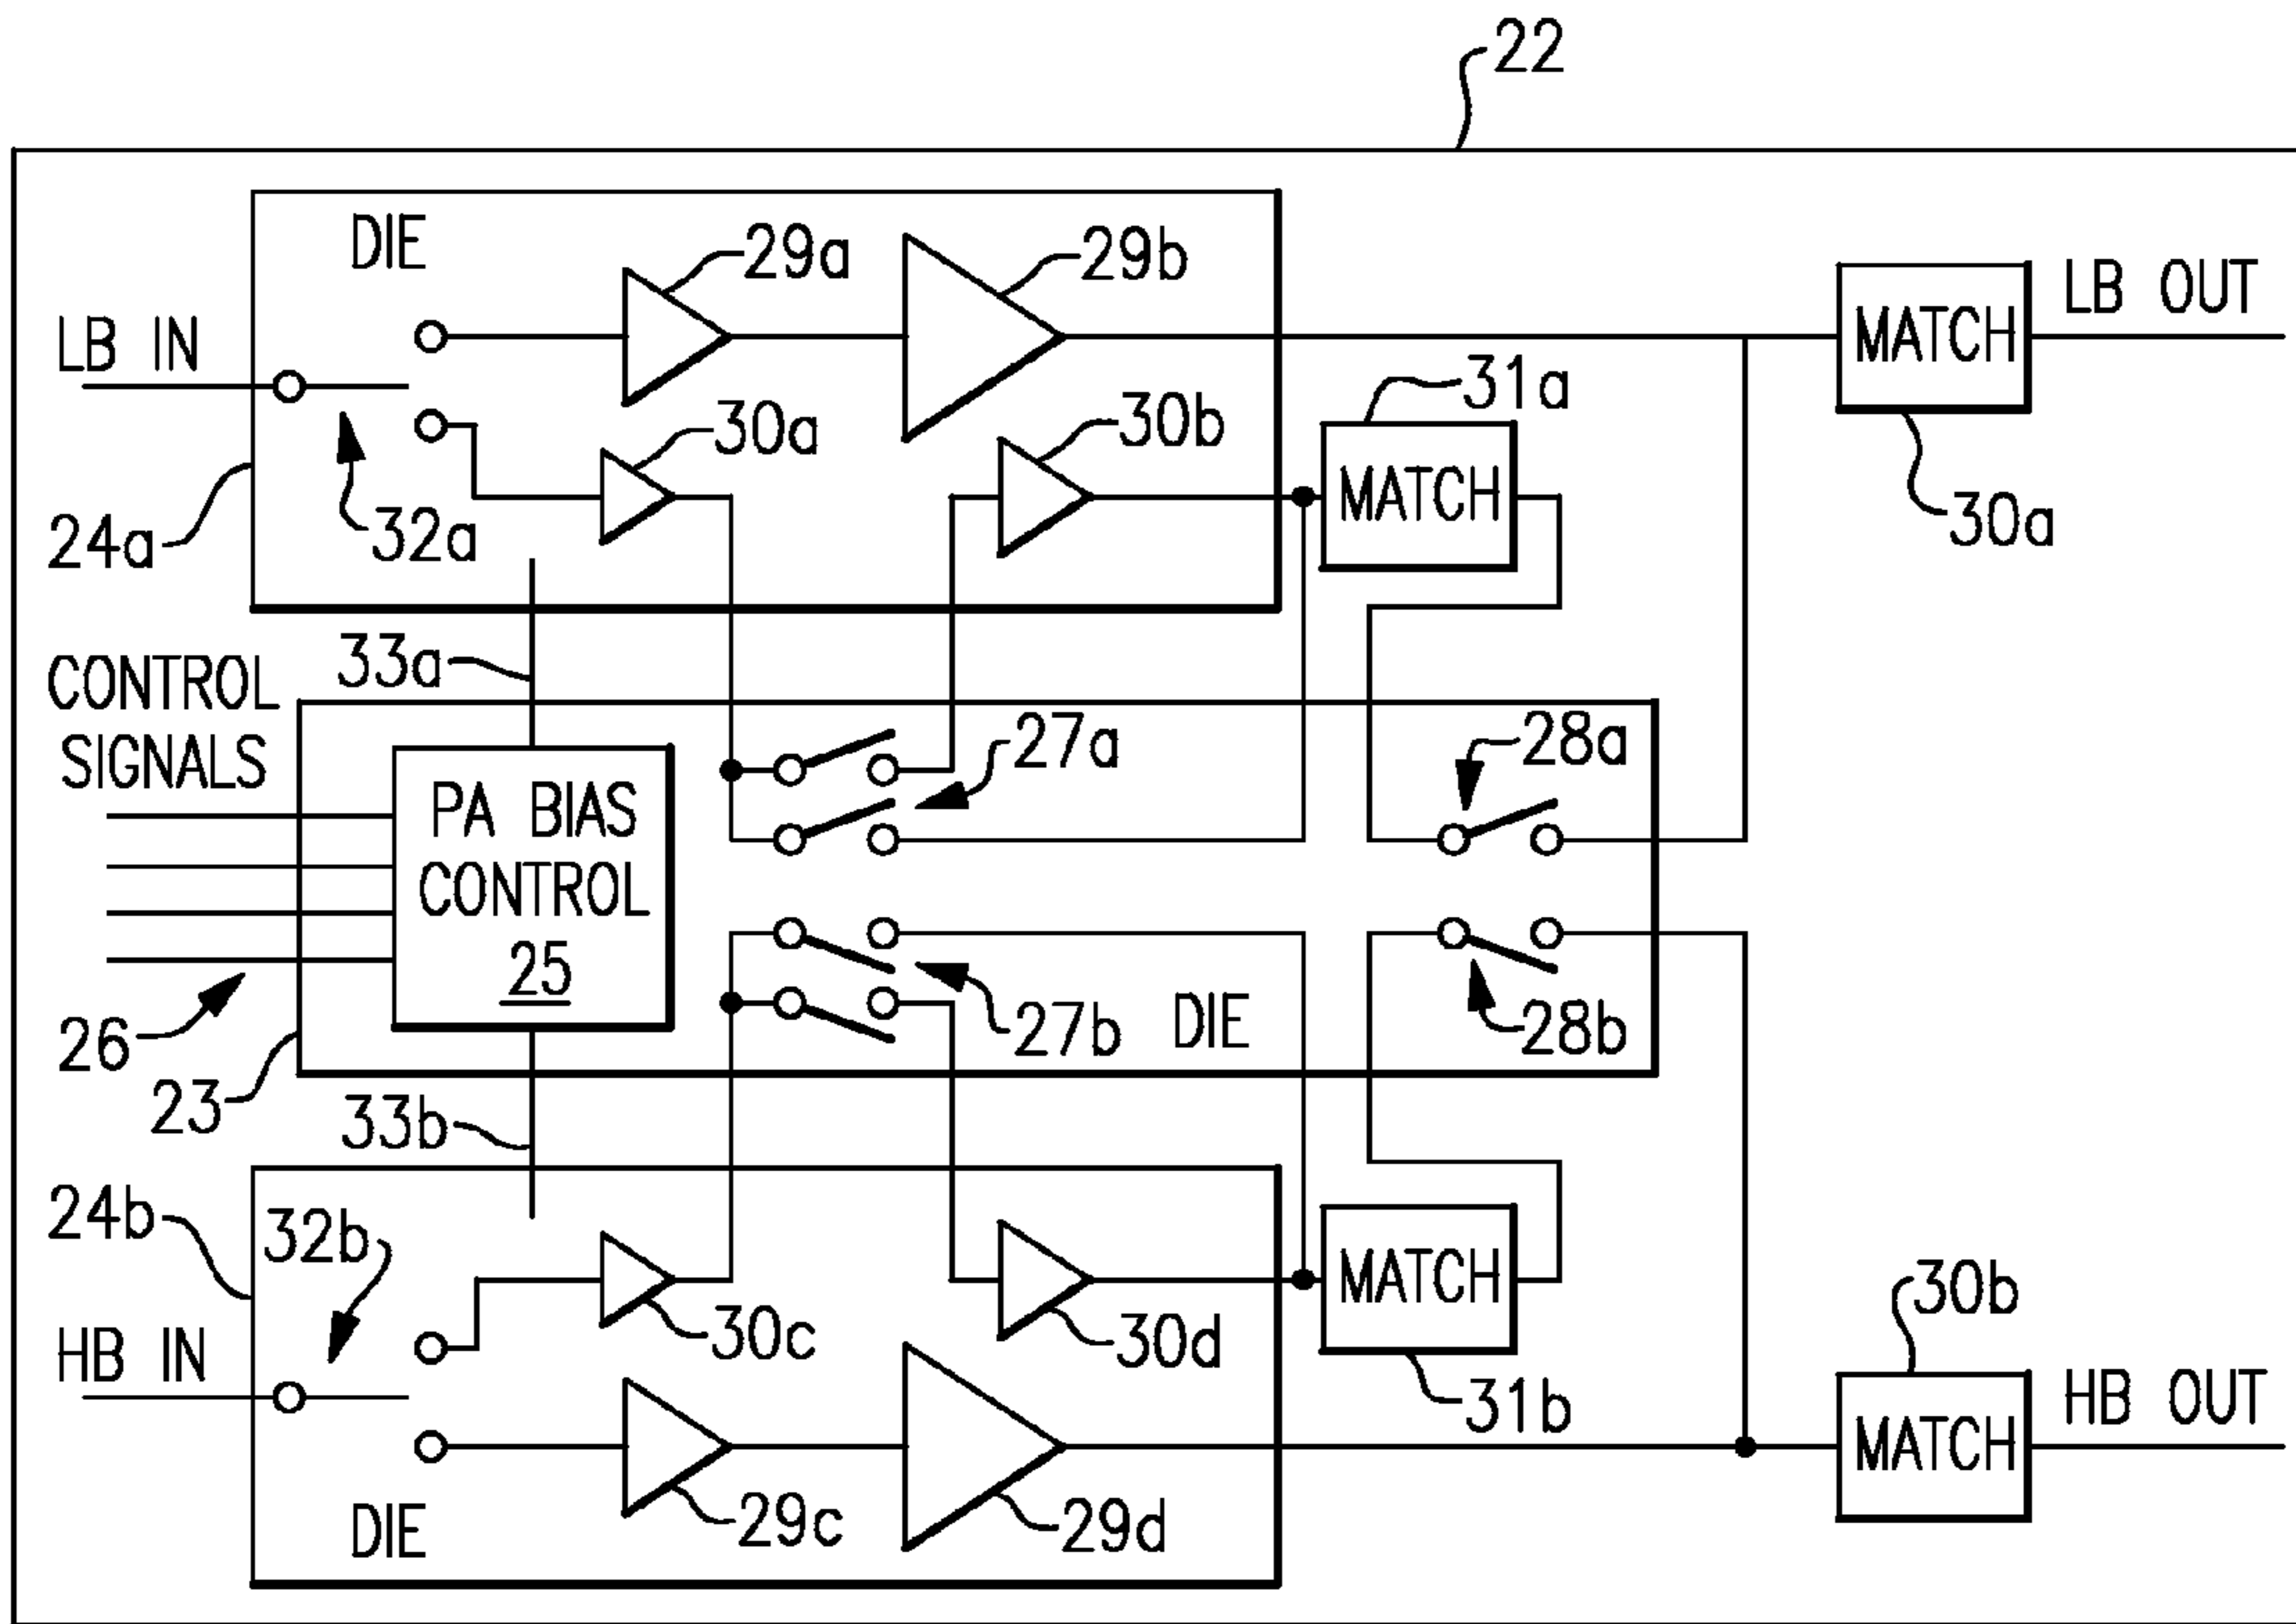 22
DIE
29a
29b
LB IN
LB OUT
MATCH
30a
30b
31a
MATCH
24a
32a
30a
CONTROL
SIGNALS
33a
27a
28a
PA BIAS
CONTROL
25
26
27b
DIE
28b
23
33b
24b
32b
30c
30d
MATCH
30b
HB IN
31b
HB OUT
MATCH
DIE
29c
29d